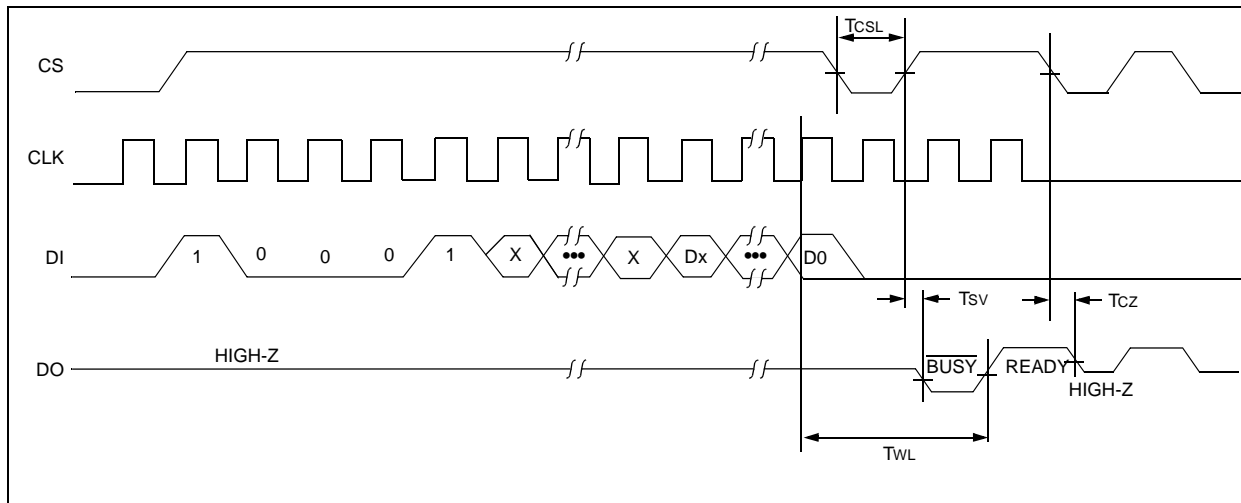 TCSL
CS
CLK
DI 1 0 0 0 1 X ••• X Dx ••• D0
TSV TCZ
HIGH-Z BUSY READY
DO
HIGH-Z
TWL